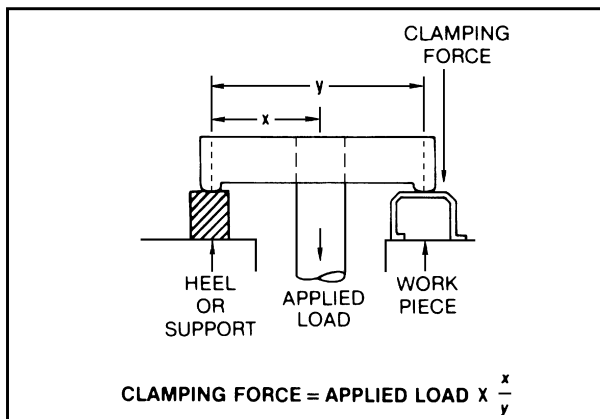 CLAMPING
FORCE
y
x
HEEL
OR
SUPPORT
APPLIED
LOAD
WORK
PIECE
CLAMPING FORCE = APPLIED LOAD X x/y